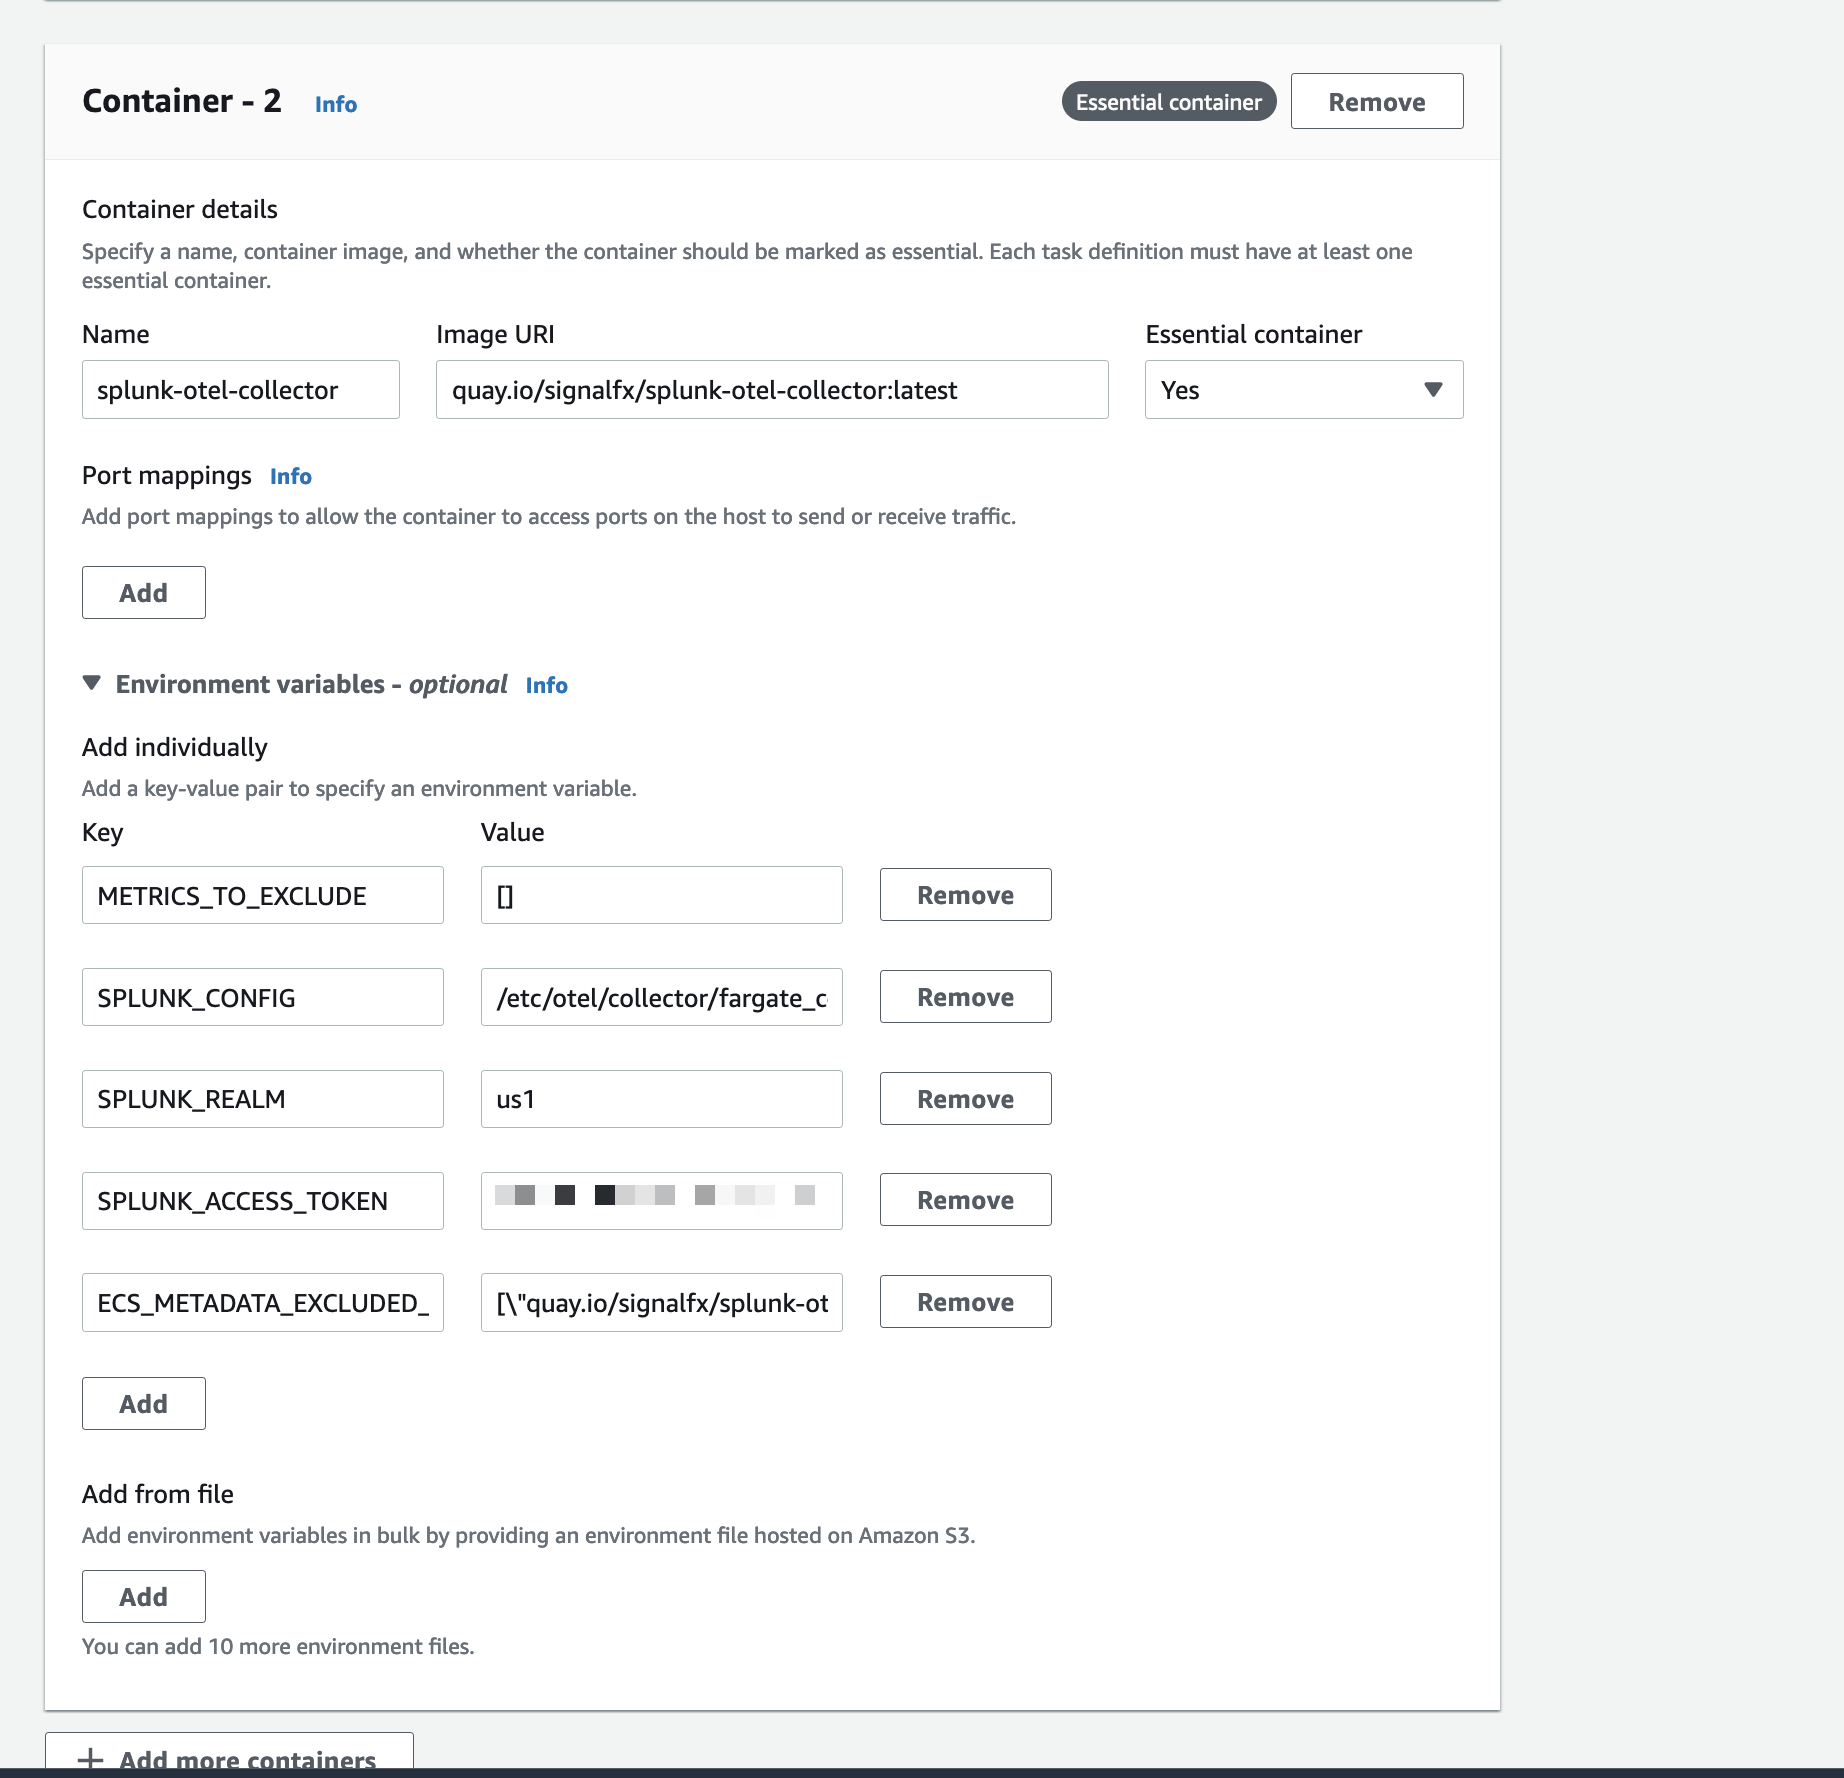 Container - 2 Info Essential container Remove
Container details
Specify a name, container image, and whether the container should be marked as essential. Each task definition must have at least one
essential container.
Name Image URI Essential container
splunk-otel-collector quay.io/signalfx/splunk-otel-collector:latest Yes
Port mappings Info
Add port mappings to allow the container to access ports on the host to send or receive traffic.
Add
Environment variables - optional Info
Add individually
Add a key-value pair to specify an environment variable.
Key Value
METRICS_TO_EXCLUDE [] Remove
SPLUNK_CONFIG /etc/otel/collector/fargate_c Remove
SPLUNK_REALM us1 Remove
SPLUNK_ACCESS_TOKEN Remove
ECS_METADATA_EXCLUDED_ [\"quay.io/signalfx/splunk-ot Remove
Add
Add from file
Add environment variables in bulk by providing an environment file hosted on Amazon S3.
Add
You can add 10 more environment files.
Add more containers